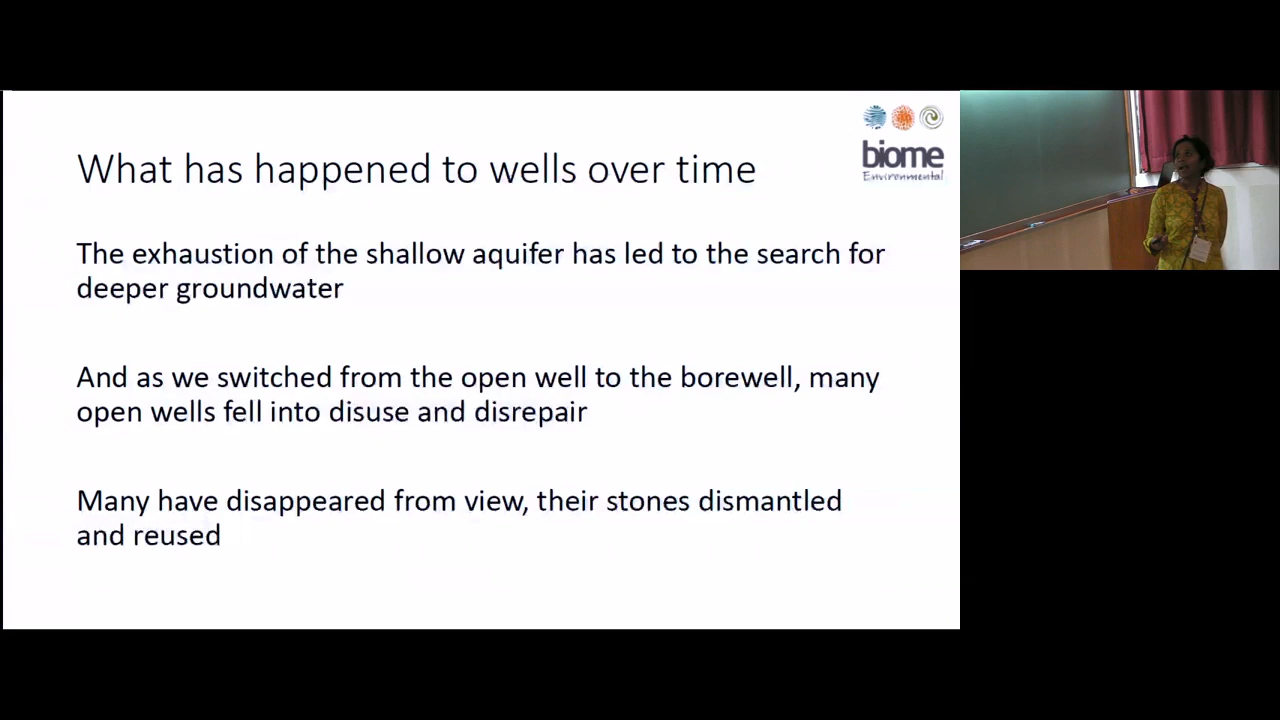 What has happened to wells over time
biome
Environmental
The exhaustion of the shallow aquifer has led to the search for
deeper groundwater
And as we switched from the open well to the borewell, many
open wells fell into disuse and disrepair
Many have disappeared from view, their stones dismantled
and reused